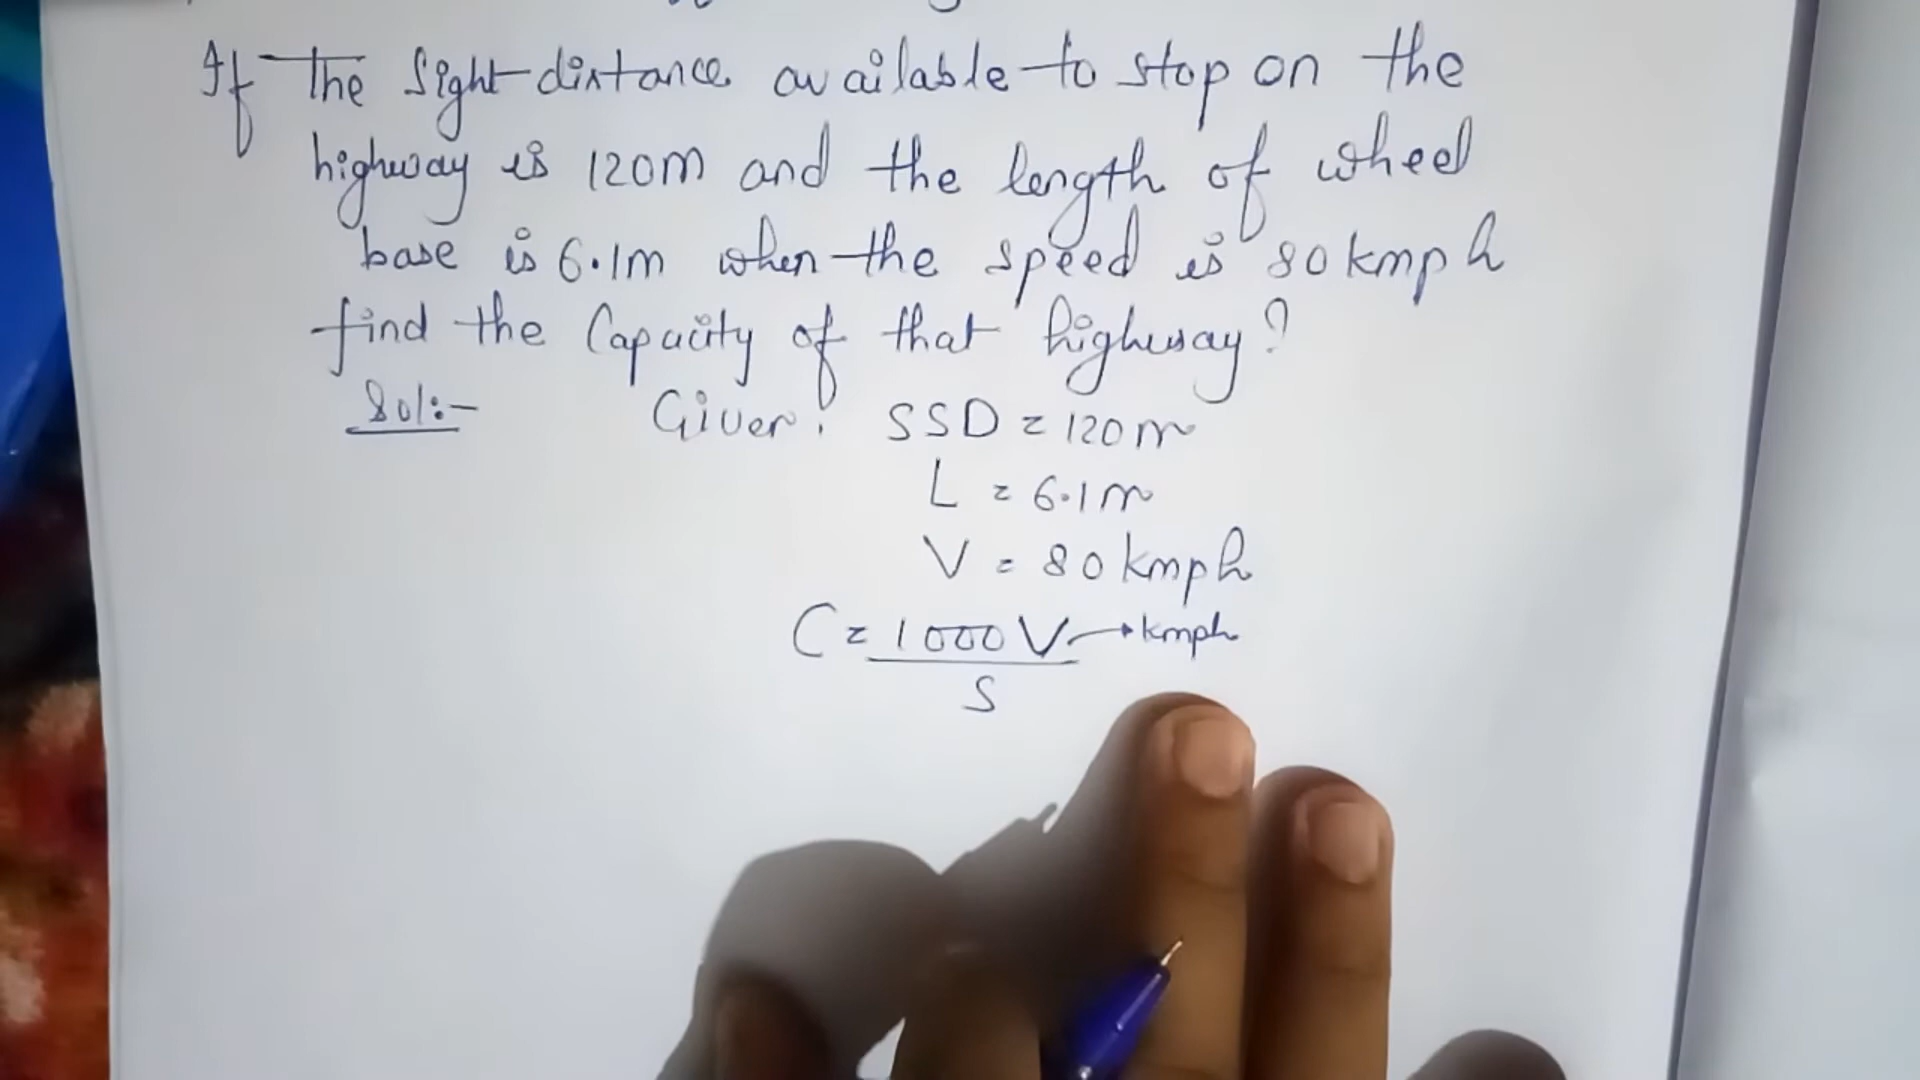 If the Sight distance available to stop on the
highway is 120m and the length of wheel
base is 6.1m when the speed is 80kmph
find the Capacity of that highway?
Sol:- Given: SSD = 120m
L = 6.1m
V = 80kmph
C = 1000V → kmph
S